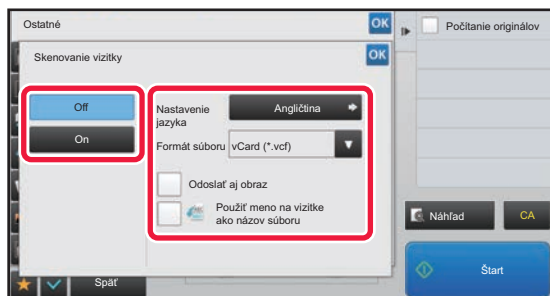 Ostatné
OK
Počítanie originálov
Skenovanie vizitky
OK
Off
On
Nastavenie
jazyka
Angličtina
Formát súboru
vCard (*.vcf)
Odoslať aj obraz
Použiť meno na vizitke
ako názov súboru
Náhľad
CA
Späť
Štart